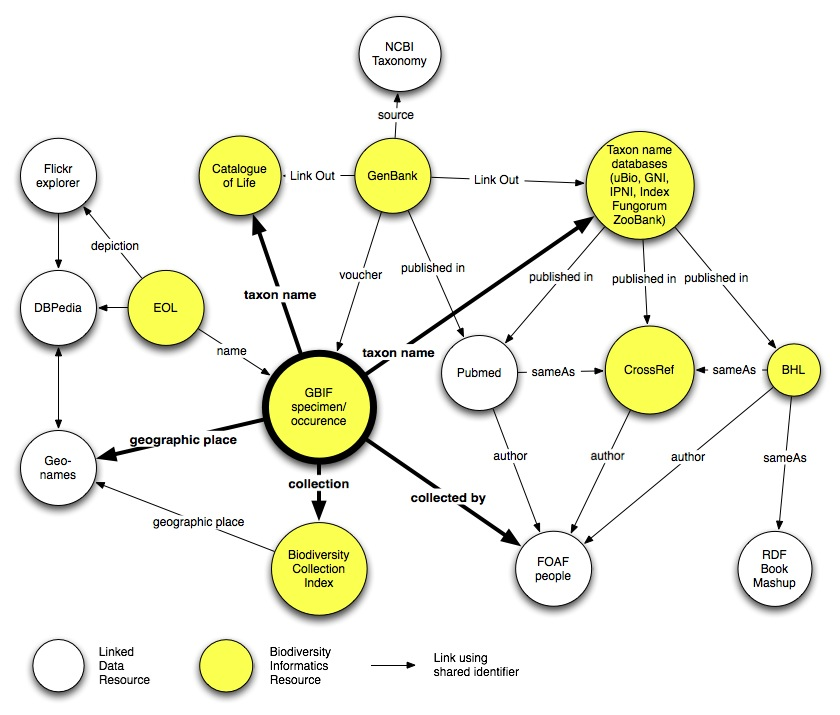 NCBI
Taxonomy
source
Flickr
explorer
Catalogue
of Life
Link Out
GenBank
Link Out
Taxon name
databases
(uBio, GNI,
IPNI, Index
Fungorum
ZooBank)
depiction
voucher
published in
published in
published in
published in
taxon name
DBPedia
EOL
name
taxon name
GBIF
specimen/
occurence
Pubmed
sameAs
CrossRef
sameAs
BHL
geographic place
Geo-
names
collection
collected by
author
author
author
sameAs
geographic place
Biodiversity
Collection
Index
FOAF
people
RDF
Book
Mashup
Linked
Data
Resource
Biodiversity
Informatics
Resource
Link using
shared identifier